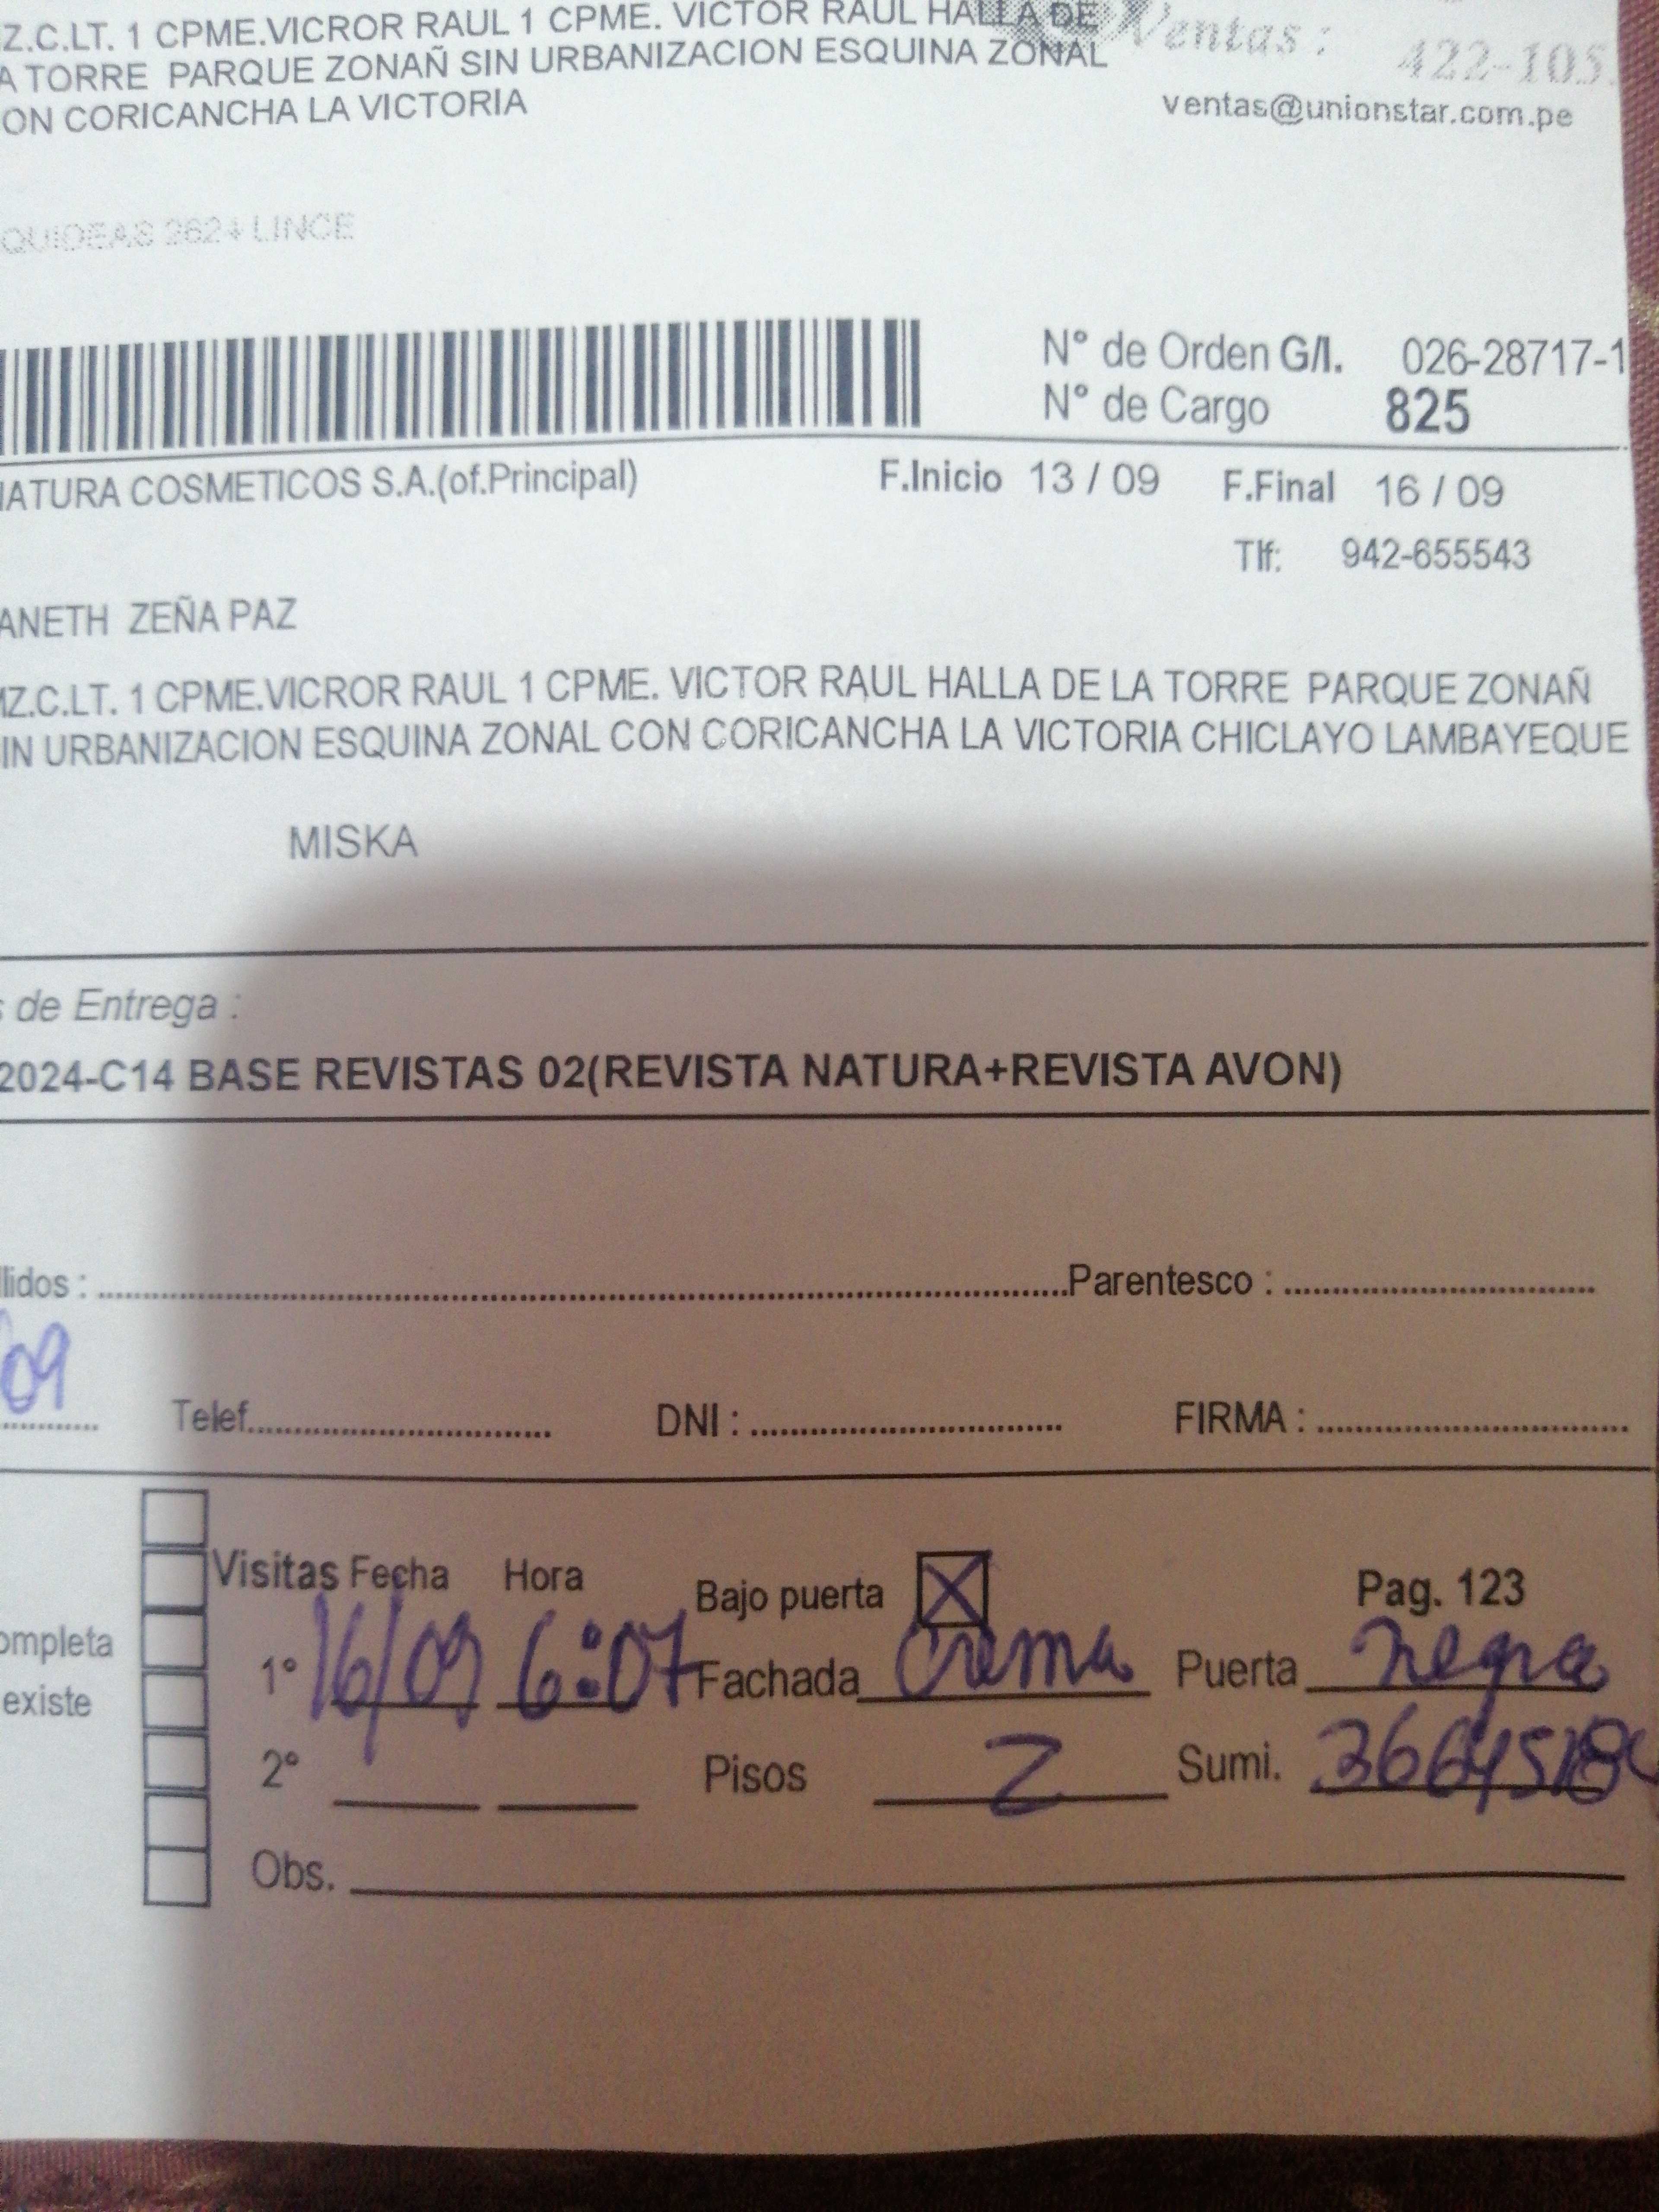 Z.C.LT. 1 CPME.VICROR RAUL 1 CPME. VICTOR RAUL HALLA DE
A TORRE PARQUE ZONAÑ SIN URBANIZACION ESQUINA ZONAL
ON CORICANCHA LA VICTORIA
Ventas :
422-105
ventas@unionstar.com.pe
QUIDEAS 2624 LINCE
N° de Orden G/I. 026-28717-1
N° de Cargo 825
NATURA COSMETICOS S.A.(of.Principal) F.Inicio 13 / 09 F.Final 16 / 09
Tlf: 942-655543
ANETH ZEÑA PAZ
MZ.C.LT. 1 CPME.VICROR RAUL 1 CPME. VICTOR RAUL HALLA DE LA TORRE PARQUE ZONAÑ
IN URBANIZACION ESQUINA ZONAL CON CORICANCHA LA VICTORIA CHICLAYO LAMBAYEQUE
MISKA
s de Entrega :
2024-C14 BASE REVISTAS 02(REVISTA NATURA+REVISTA AVON)
llidos : Parentesco :
09
Telef. DNI : FIRMA :
Visitas Fecha Hora Bajo puerta X Pag. 123
ompleta
1° 16/09 6:07 Fachada crema Puerta negra
existe
2° Pisos 2 Sumi.
Obs.